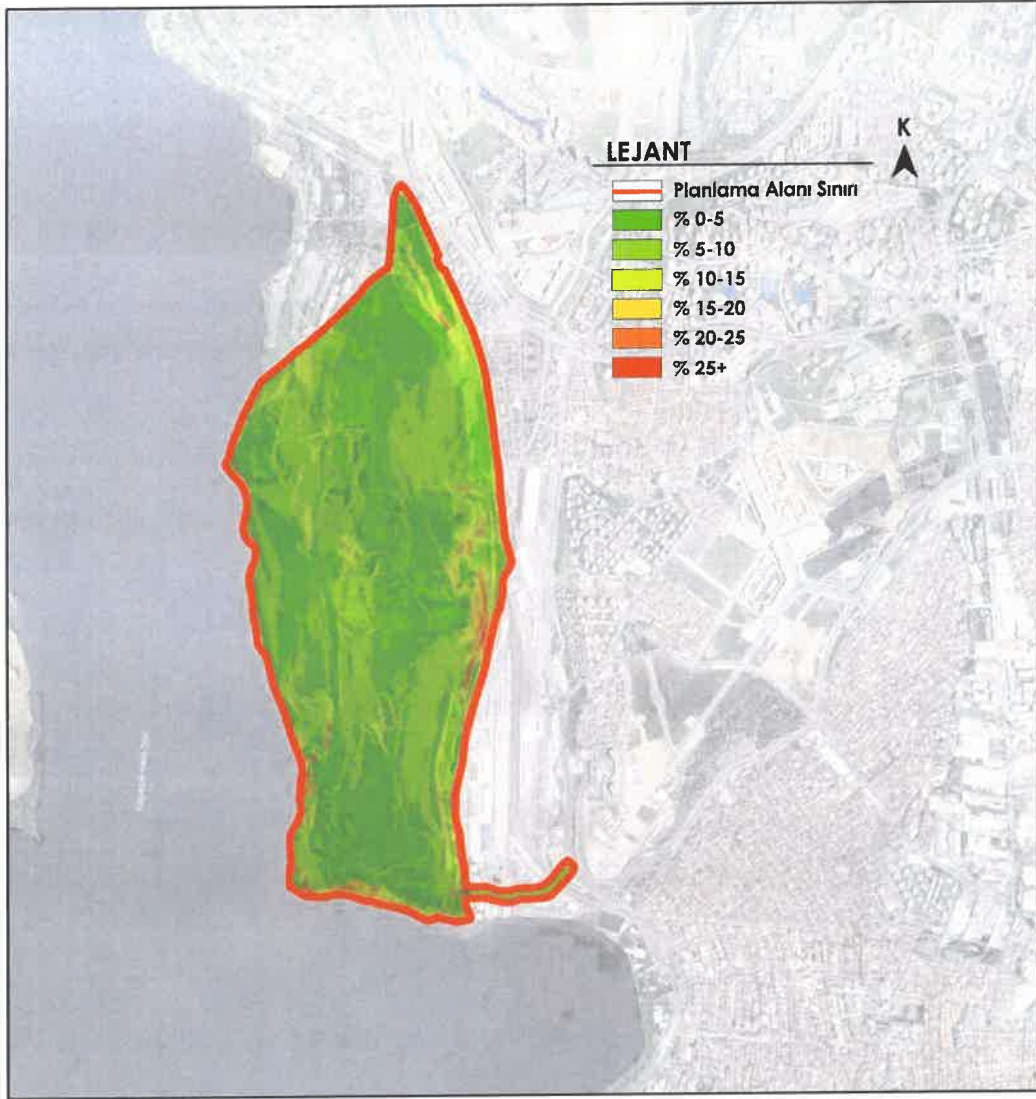 LEJANT
K
Planlama Alanı Sınırı
% 0-5
% 5-10
% 10-15
% 15-20
% 20-25
% 25+